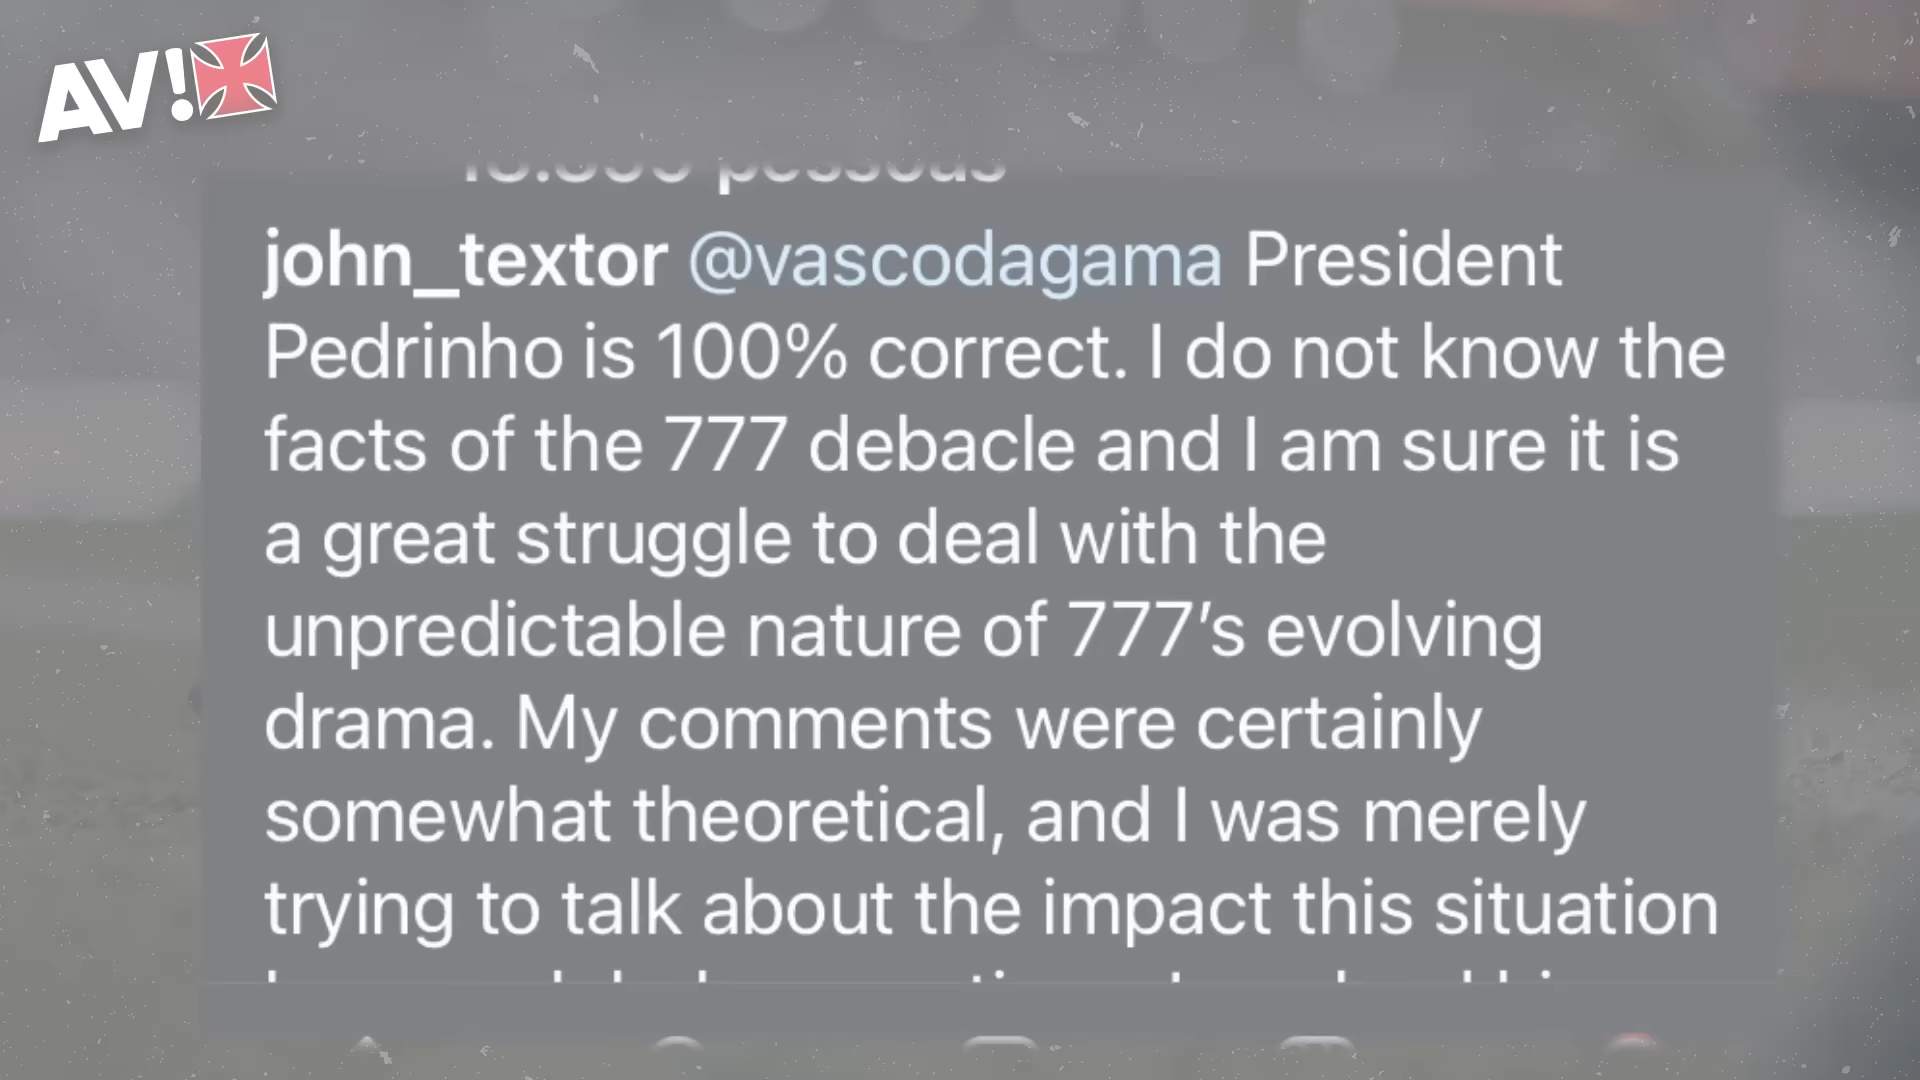 AV!
pessoas
john_textor @vascodagama President
Pedrinho is 100% correct. I do not know the
facts of the 777 debacle and I am sure it is
a great struggle to deal with the
unpredictable nature of 777’s evolving
drama. My comments were certainly
somewhat theoretical, and I was merely
trying to talk about the impact this situation